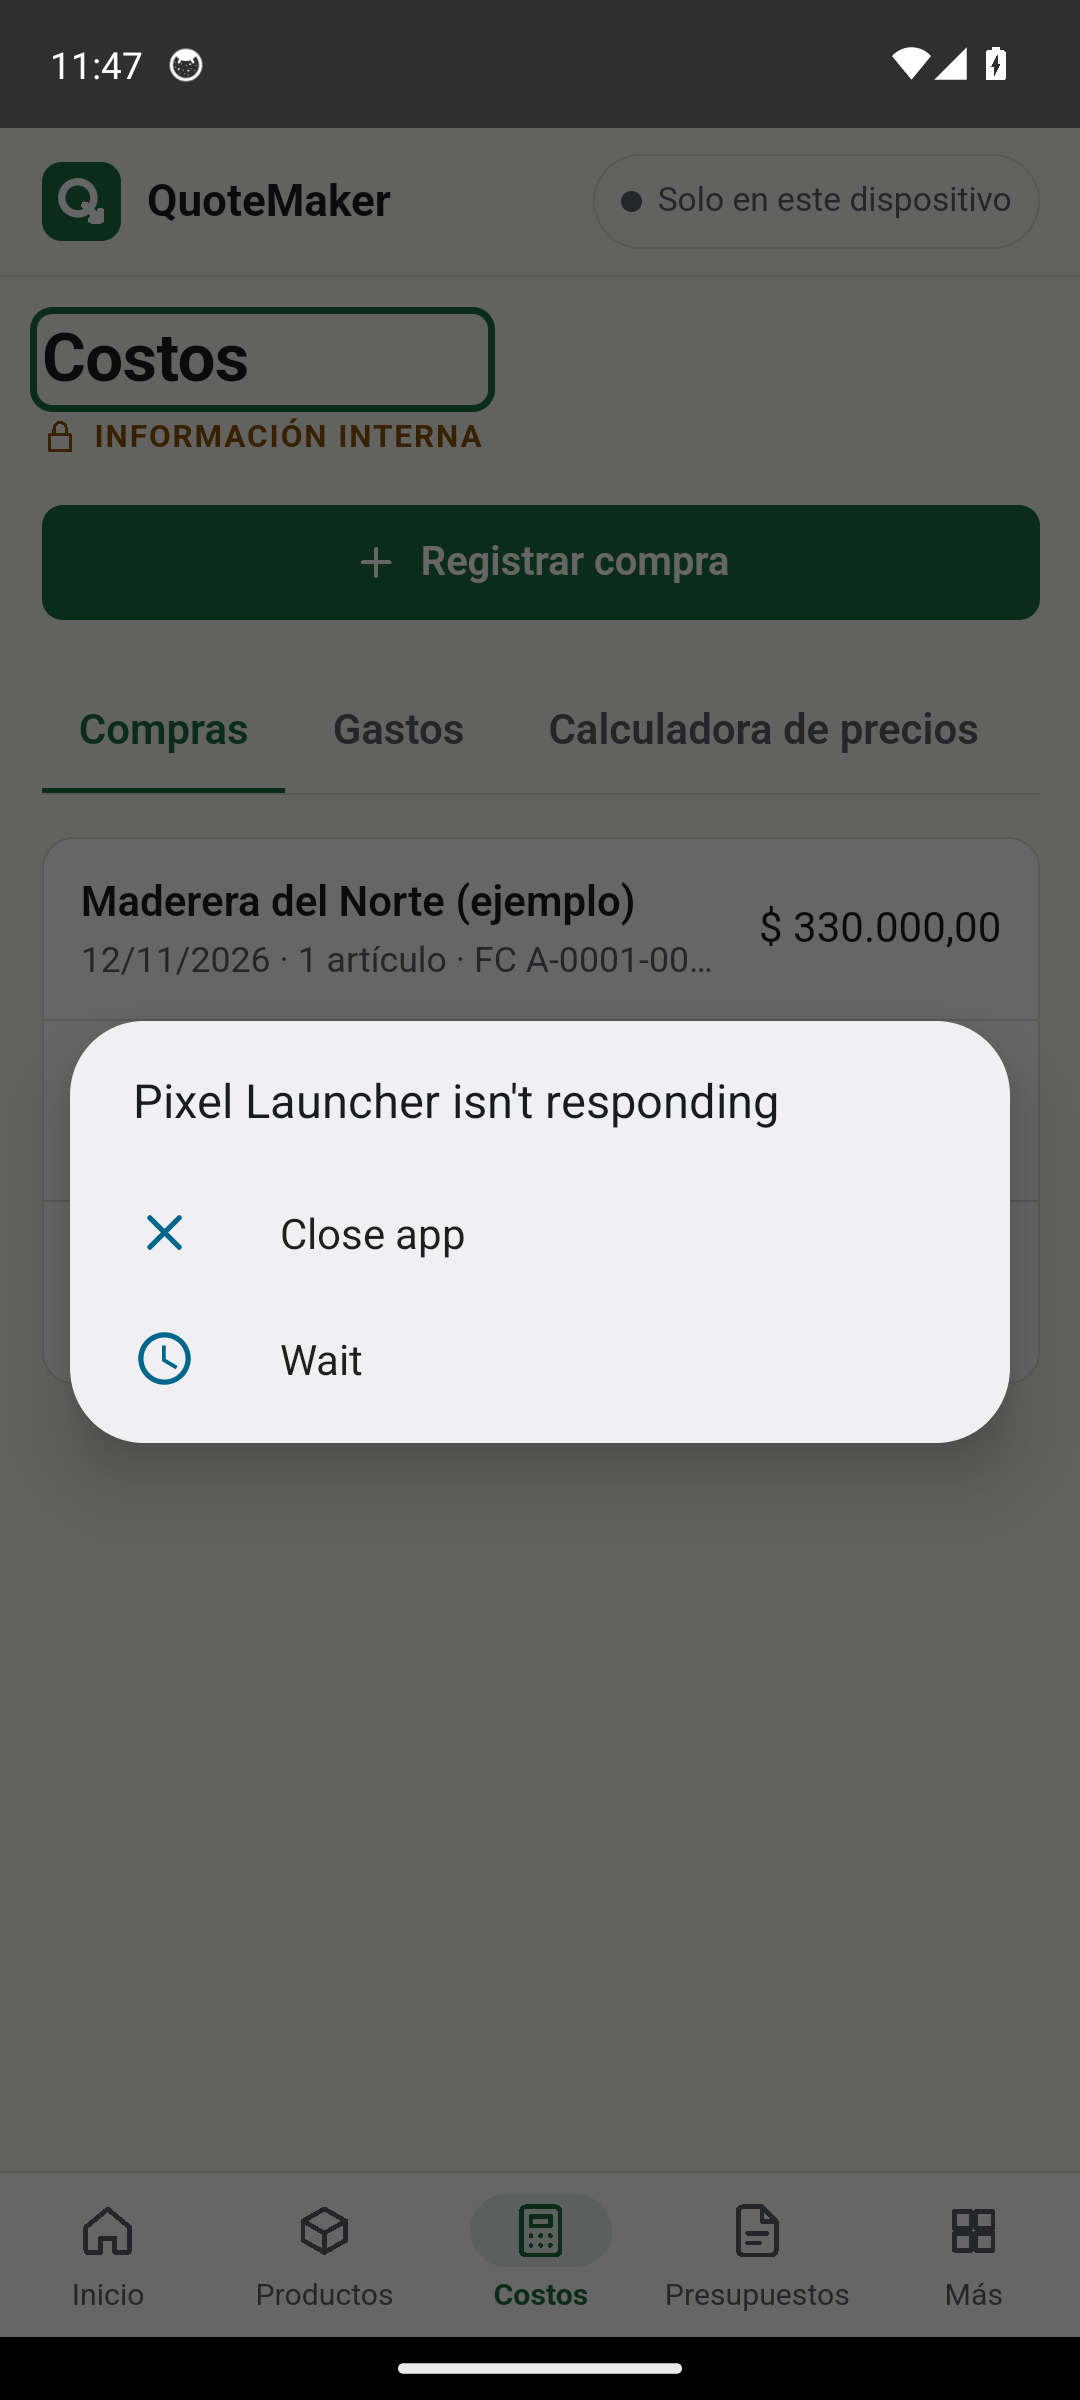 11:47
QuoteMaker
Solo en este dispositivo
Costos
INFORMACIÓN INTERNA
Registrar compra
Compras
Gastos
Calculadora de precios
Maderera del Norte (ejemplo)
$ 330.000,00
12/11/2026 · 1 artículo · FC A-0001-00…
Pixel Launcher isn't responding
Close app
Wait
Inicio
Productos
Costos
Presupuestos
Más